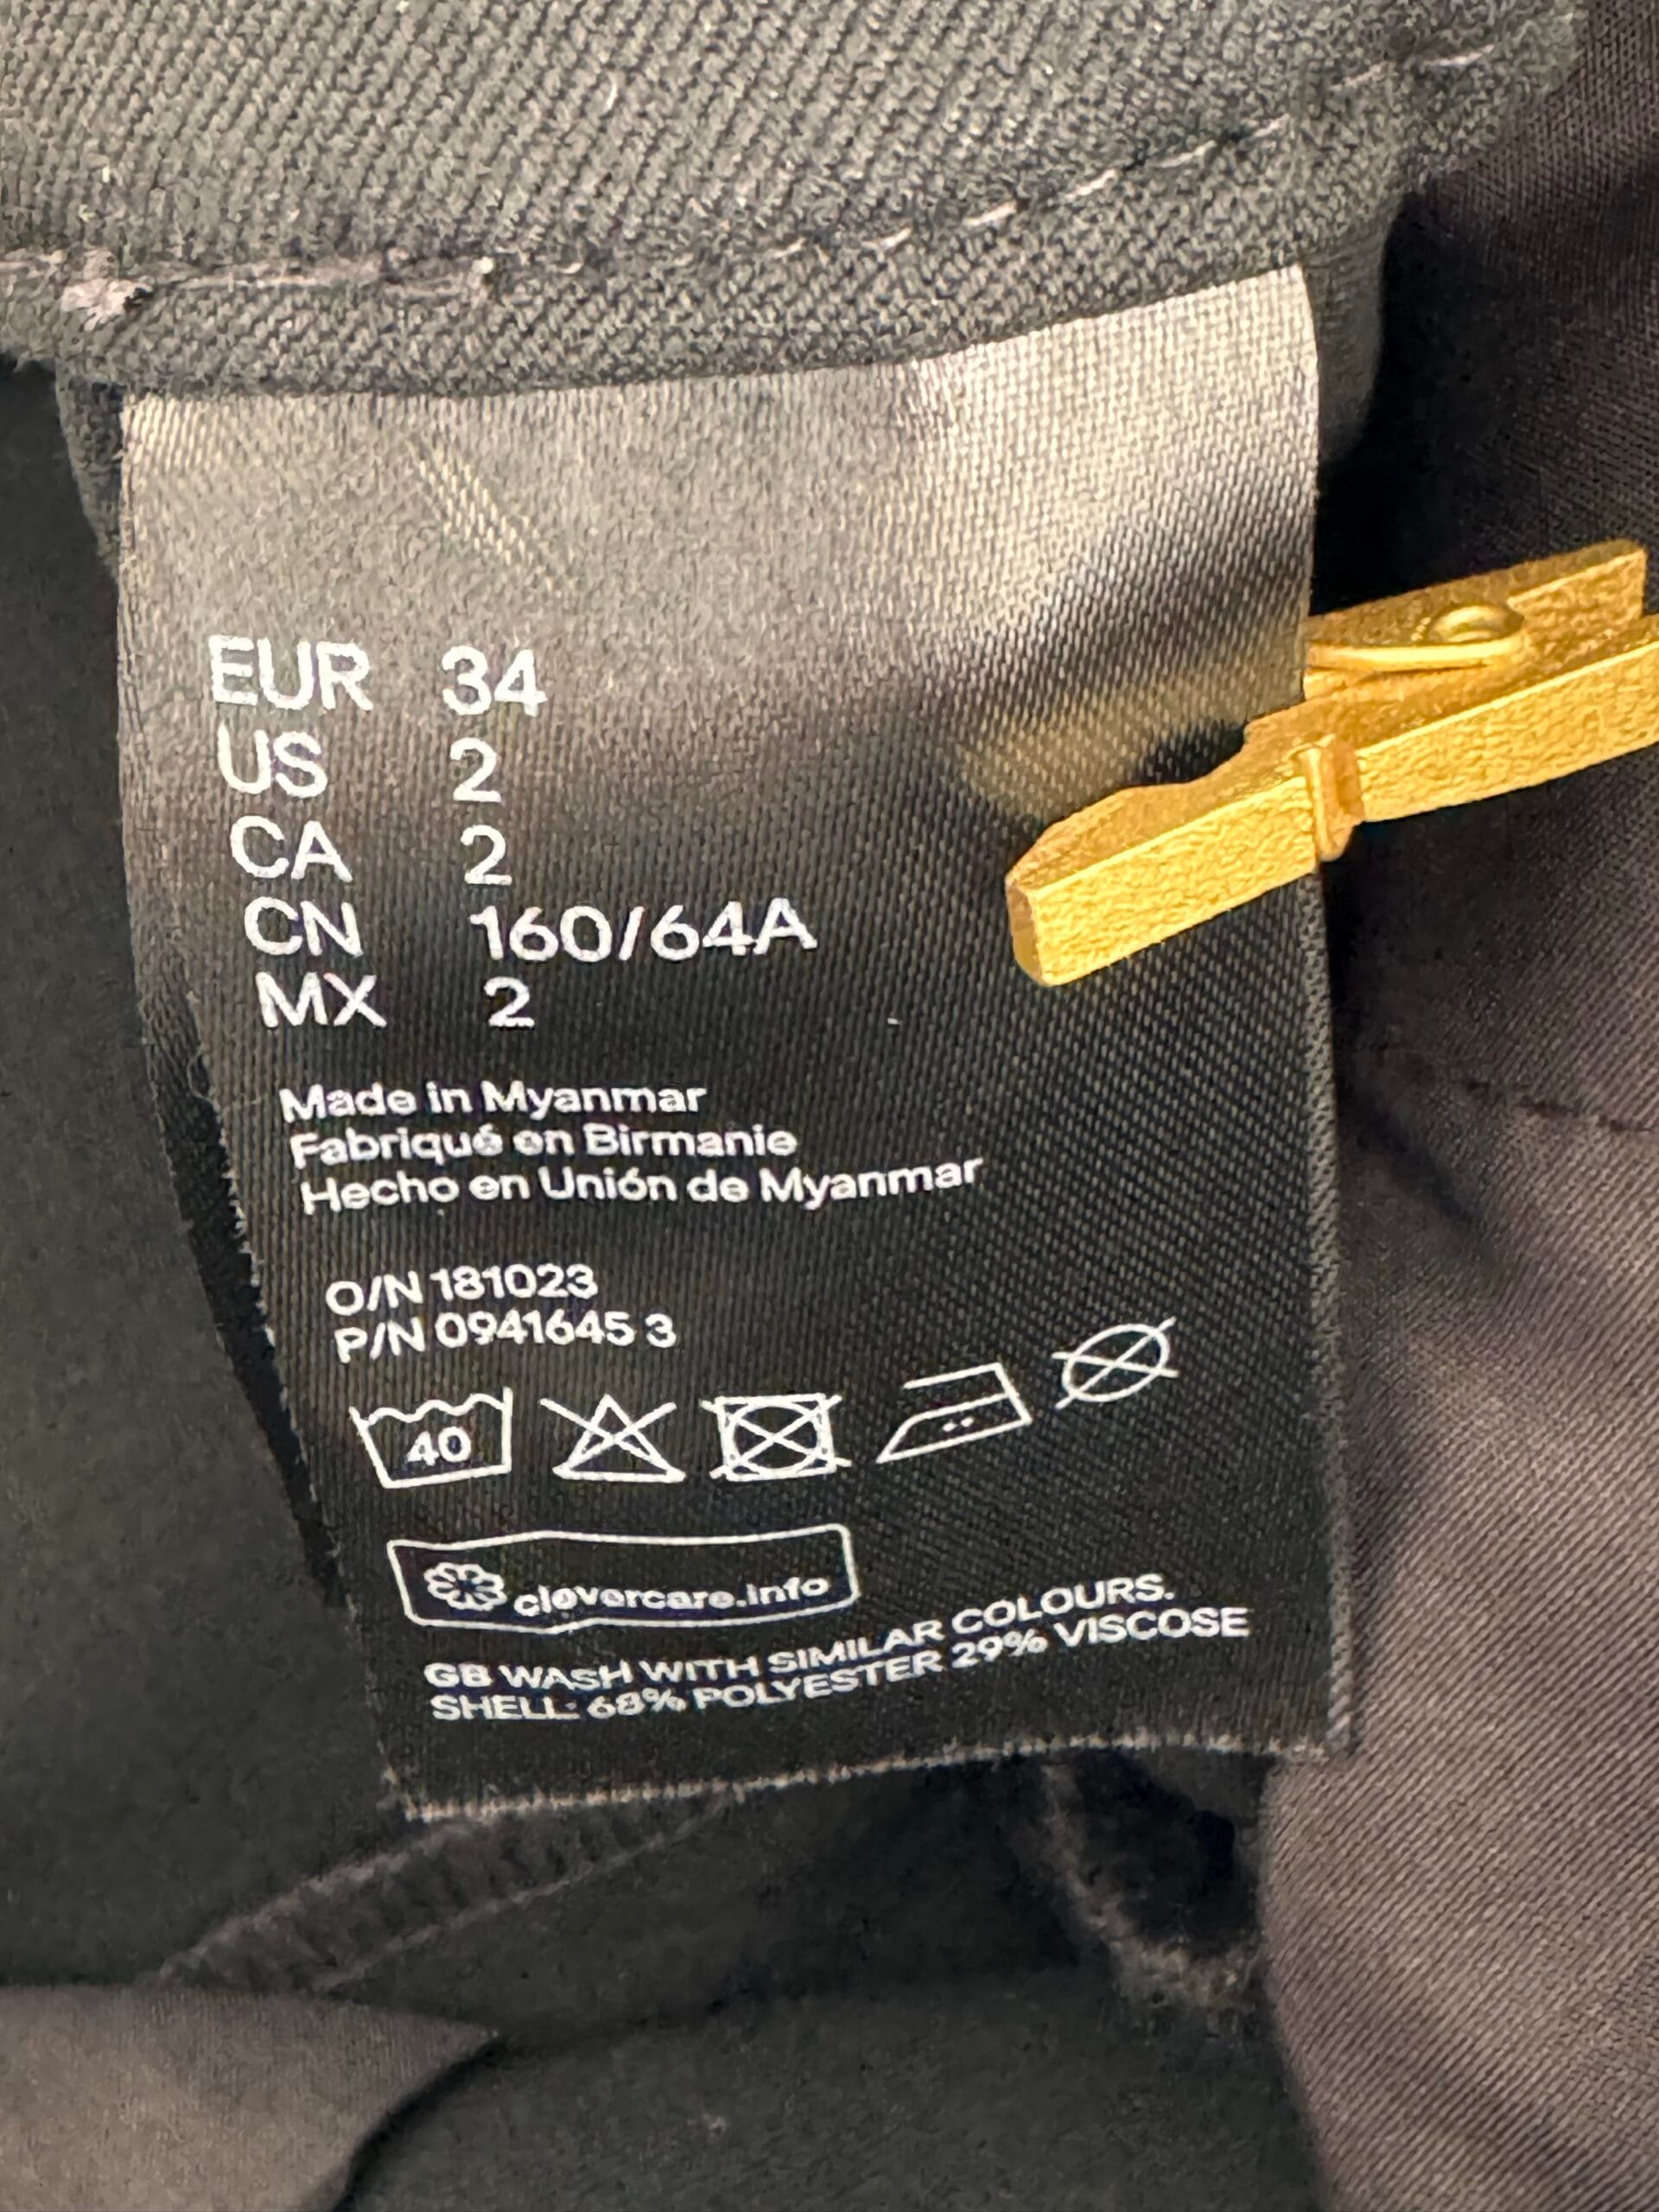 EUR 34
US 2
CA 2
CN 160/64A
MX 2
Made in Myanmar
Fabriqué en Birmanie
Hecho en Unión de Myanmar
O/N 181023
P/N 0941645 3
40
clevercare.info
GB WASH WITH SIMILAR COLOURS.
SHELL: 68% POLYESTER 29% VISCOSE